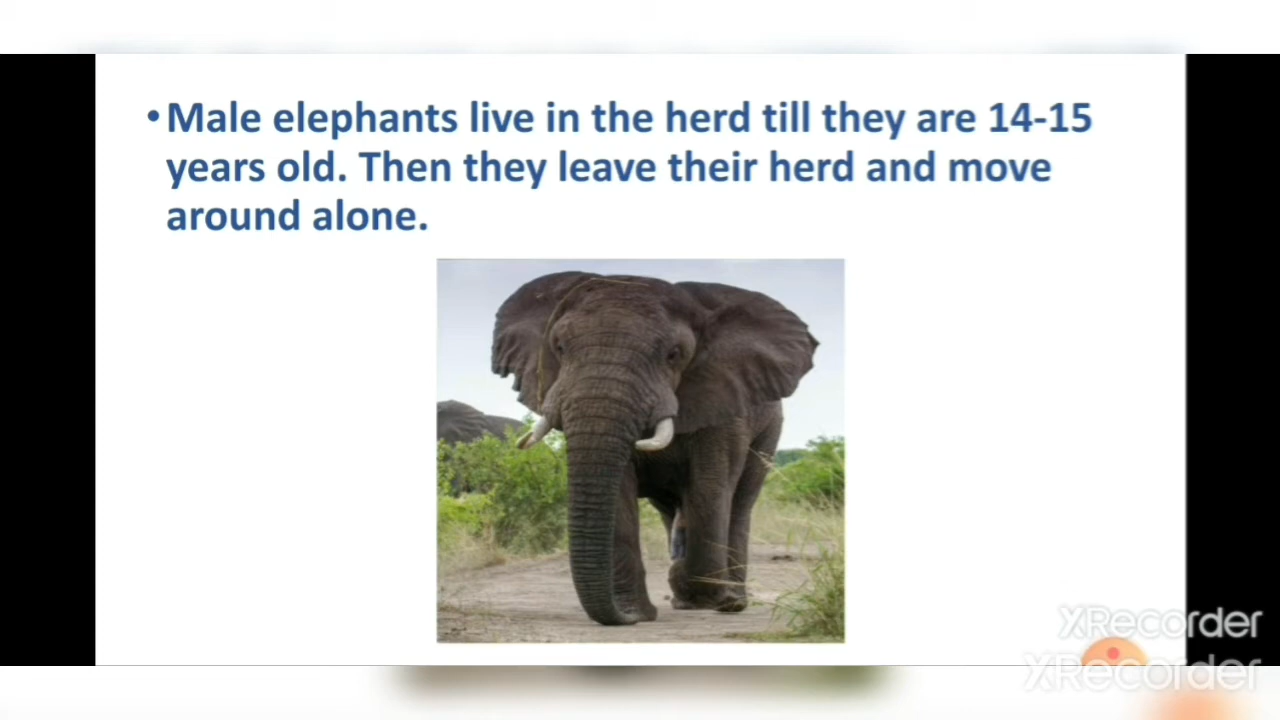 •Male elephants live in the herd till they are 14-15
years old. Then they leave their herd and move
around alone.
XRecorder
XRecorder